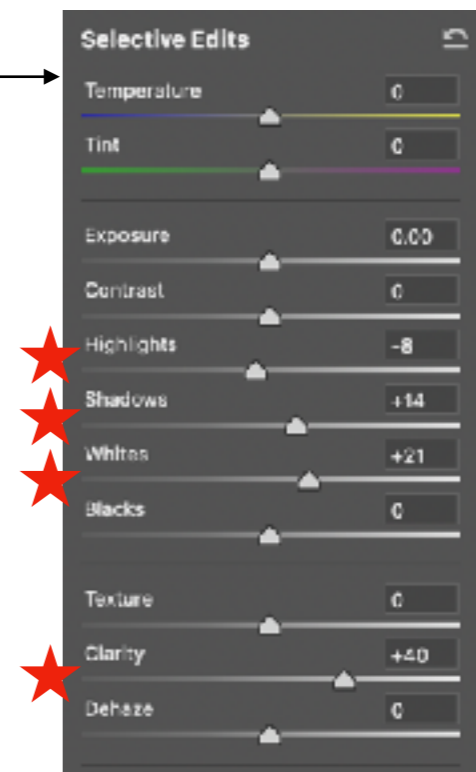 Selective Edits
Temperature 0
Tint 0
Exposure 0.00
Contrast 0
Highlights -8
Shadows +14
Whites +21
Blacks 0
Texture 0
Clarity +40
Dehaze 0